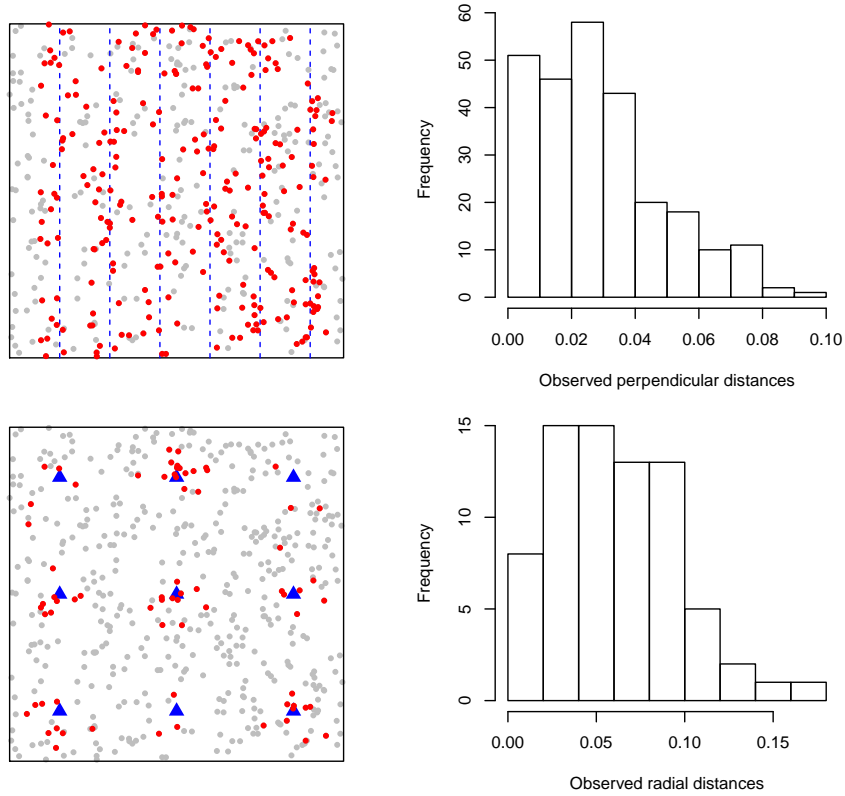 60
50
40
30
20
10
0
Frequency
0.00 0.02 0.04 0.06 0.08 0.10
Observed perpendicular distances
15
10
5
0
Frequency
0.00 0.05 0.10 0.15
Observed radial distances